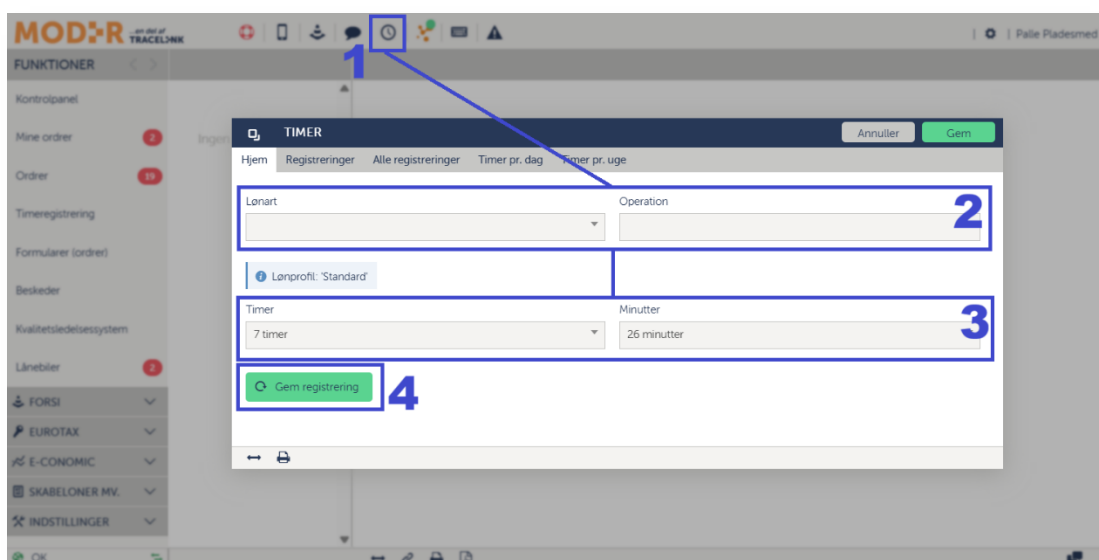 MODER ...en del af TRACELINK
| Palle Pladesmed
1
FUNKTIONER
Kontrolpanel
Mine ordrer 2
Ordrer 19
Timeregistrering
Formularer (ordrer)
Beskeder
Kvalitetsledelsessystem
Lånebiler 2
FORSI
EUROTAX
E-CONOMIC
SKABELONER MV.
INDSTILLINGER
OK
Ingen
TIMER
Annuller Gem
Hjem Registreringer Alle registreringer Timer pr. dag Timer pr. uge
Lønart Operation
2
Lønprofil: 'Standard'
Timer Minutter
7 timer 26 minutter
3
Gem registrering
4